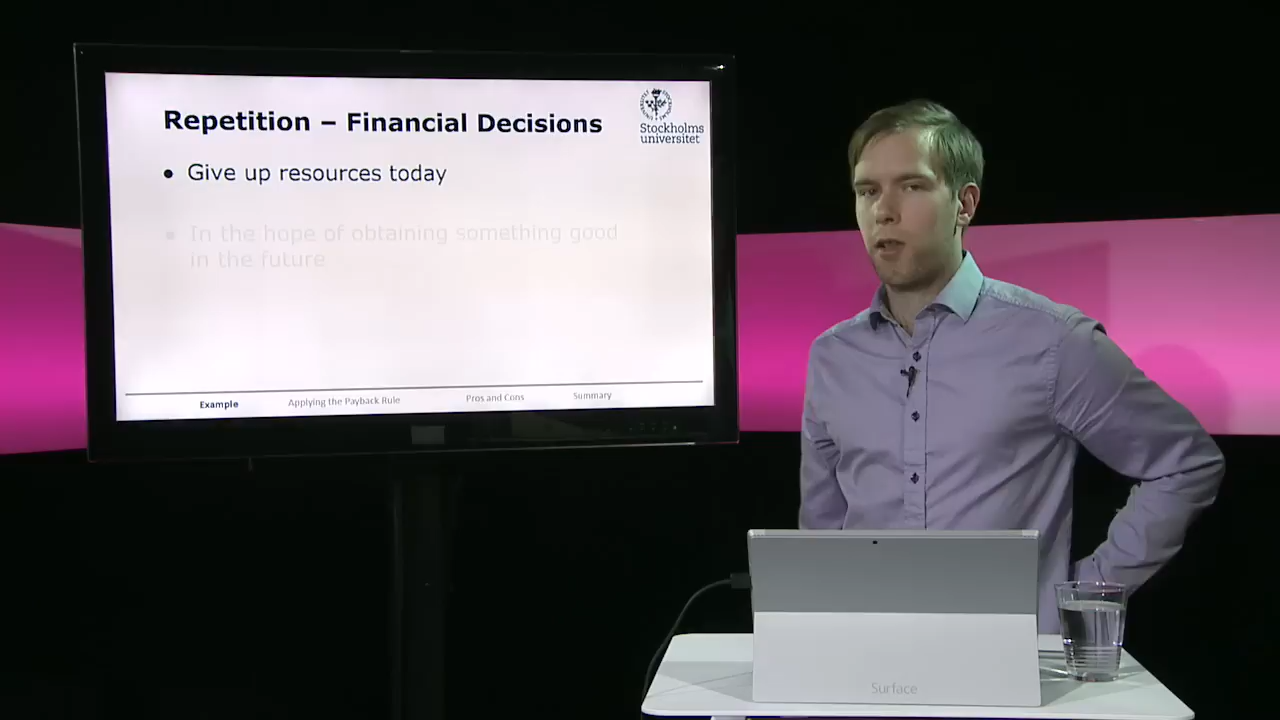 Repetition – Financial Decisions
Stockholms
universitet
• Give up resources today
• In the hope of obtaining something good
in the future
Example
Applying the Payback Rule
Pros and Cons
Summary
Surface